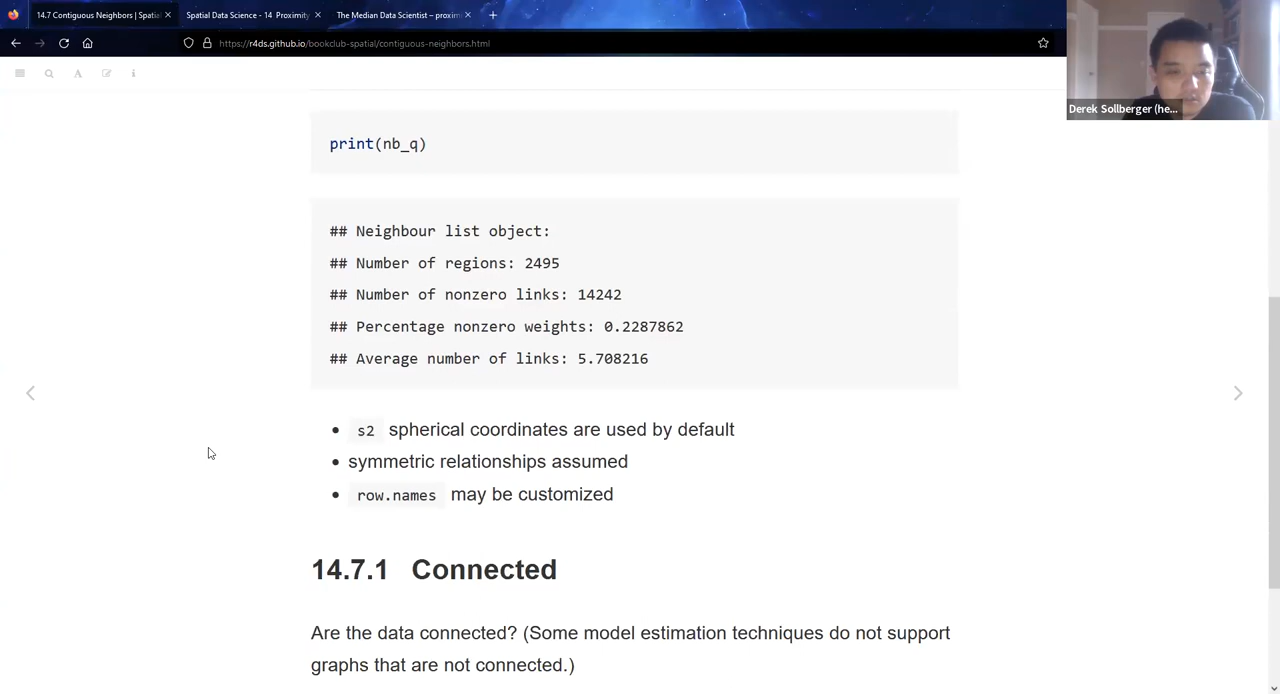 14.7 Contiguous Neighbors | Spatial
Spatial Data Science - 14 Proximity
The Median Data Scientist – proxim
https://r4ds.github.io/bookclub-spatial/contiguous-neighbors.html
Derek Sollberger (he...
print(nb_q)
## Neighbour list object:
## Number of regions: 2495
## Number of nonzero links: 14242
## Percentage nonzero weights: 0.2287862
## Average number of links: 5.708216
• s2 spherical coordinates are used by default
• symmetric relationships assumed
• row.names may be customized
14.7.1 Connected
Are the data connected? (Some model estimation techniques do not support
graphs that are not connected.)